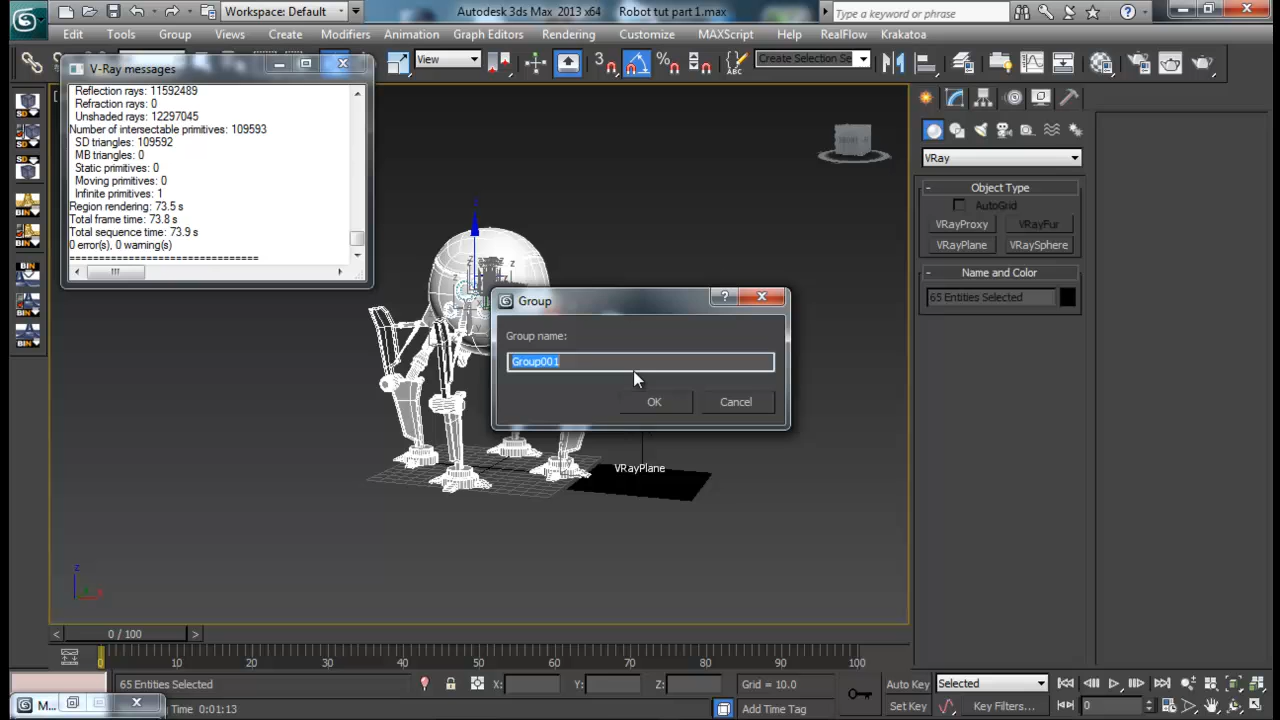 Workspace: Default
Autodesk 3ds Max 2013 x64
Robot tut part 1.max
Type a keyword or phrase
Edit
Tools
Group
Views
Create
Modifiers
Animation
Graph Editors
Rendering
Customize
MAXScript
Help
RealFlow
Krakatoa
V-Ray messages
View
Create Selection Se
Reflection rays: 11592489
Refraction rays: 0
Unshaded rays: 12297045
Number of intersectable primitives: 109593
SD triangles: 109592
MB triangles: 0
Static primitives: 0
Moving primitives: 0
Infinite primitives: 1
Region rendering: 73.5 s
Total frame time: 73.8 s
Total sequence time: 73.9 s
0 error(s), 0 warning(s)
==============================
VRay
Object Type
AutoGrid
VRayProxy
VRayFur
VRayPlane
VRaySphere
Name and Color
65 Entities Selected
Group
Group name:
Group001
OK
Cancel
VRayPlane
z
x
0 / 100
0 10 20 30 40 50 60 70 80 90 100
65 Entities Selected
X:
Y:
Z:
Grid = 10.0
Auto Key
Selected
M...
Time 0:01:13
Add Time Tag
Set Key
Key Filters...
0